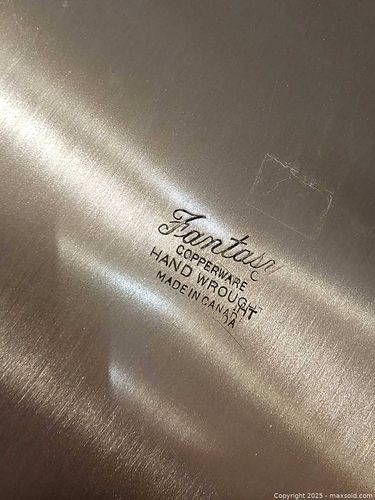 Fantasy
COPPERWARE
HAND WROUGHT
MADE IN CANADA
Copyright 2025 - maxsold.com